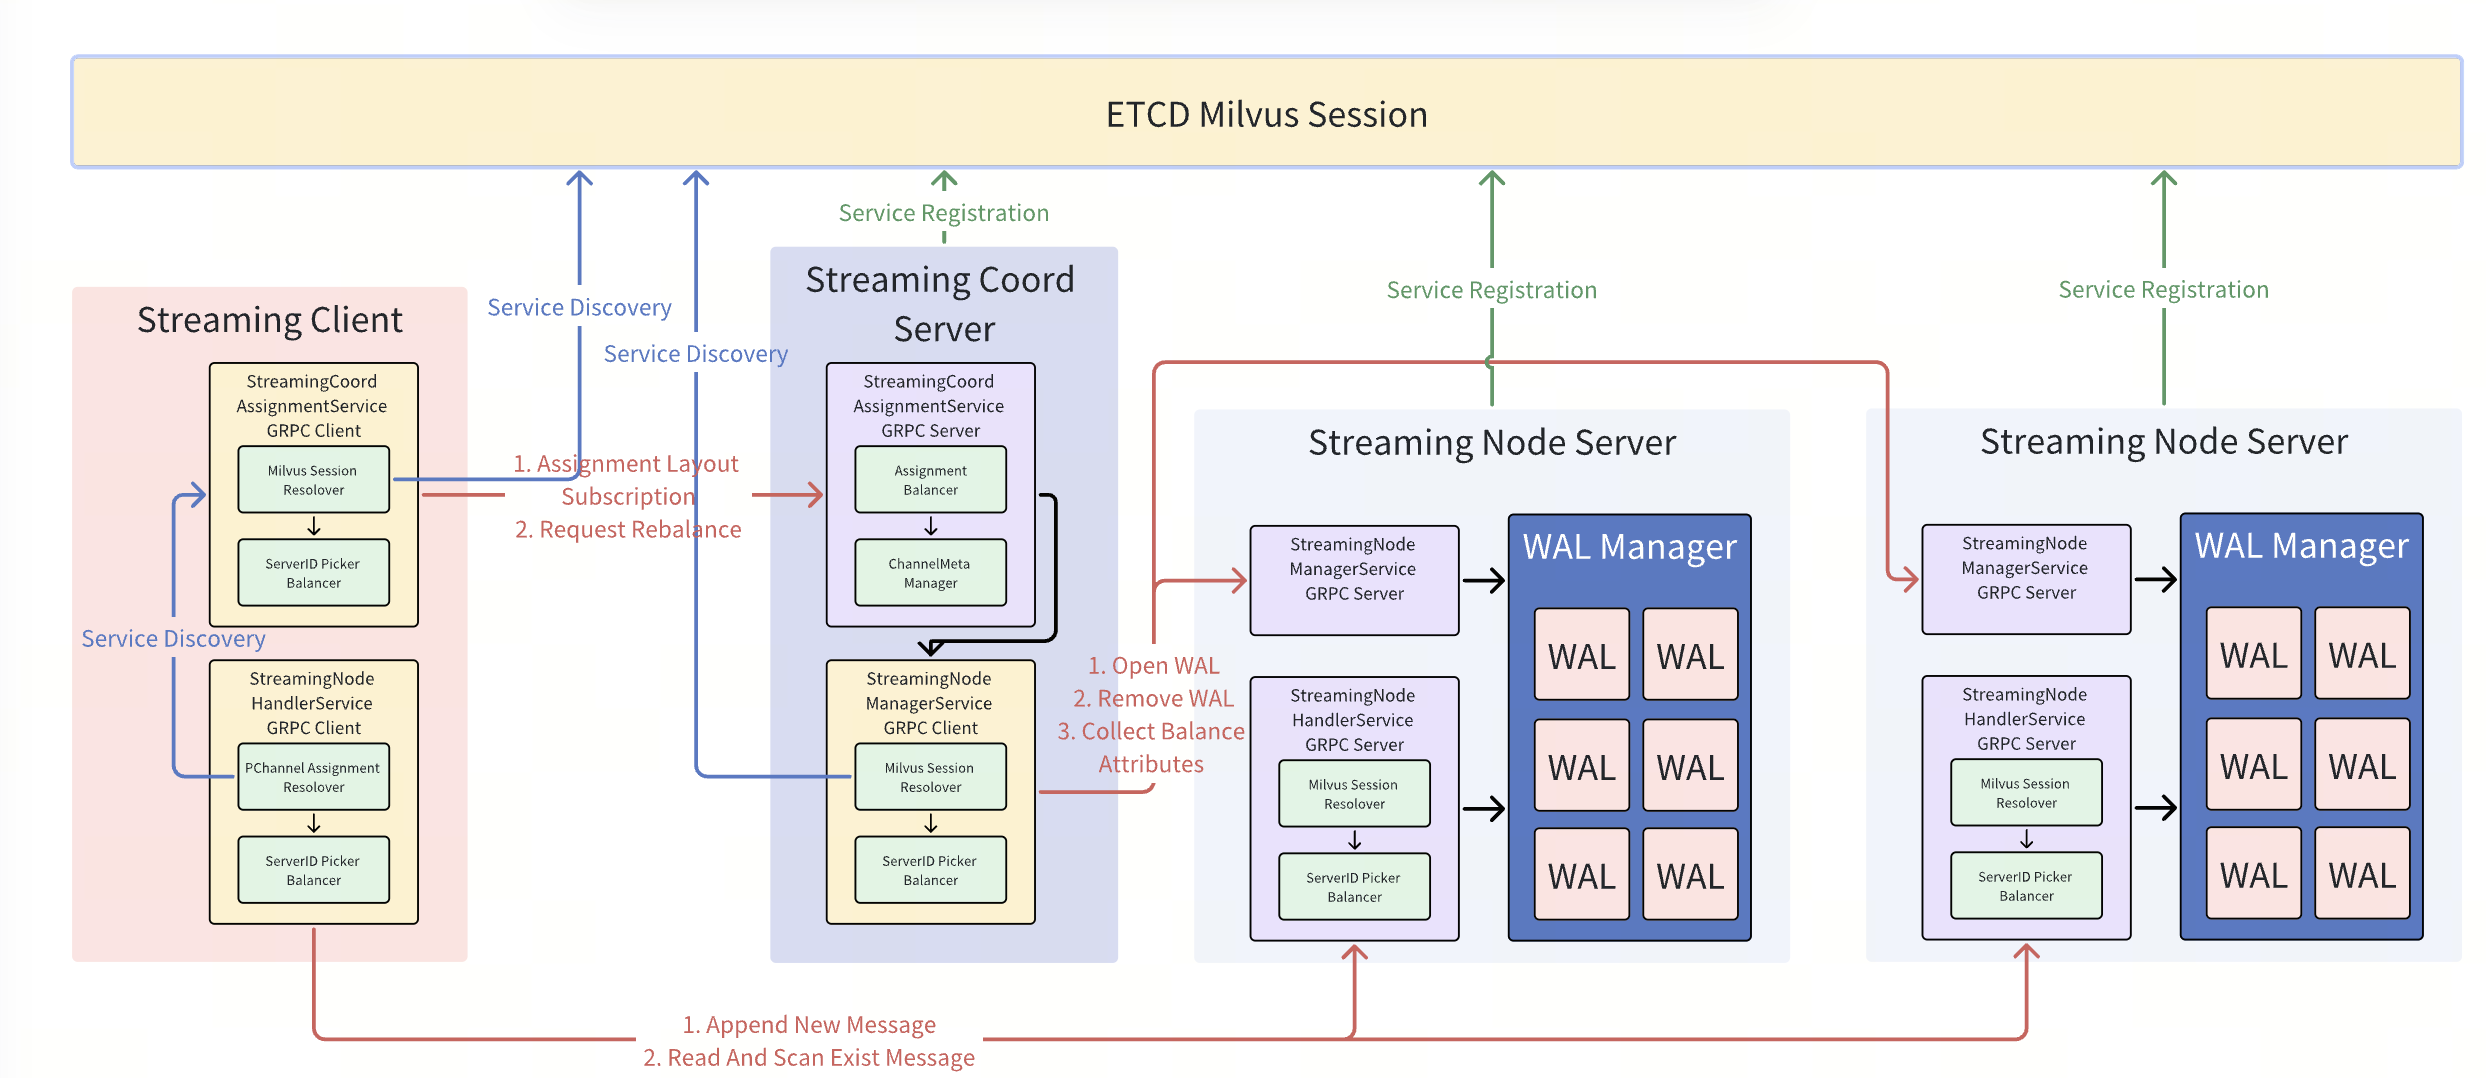 ETCD Milvus Session
Service Registration
Service Discovery
Service Discovery
Service Registration
Service Registration
Streaming Client
StreamingCoord
AssignmentService
GRPC Client
Milvus Session
Resolover
ServerID Picker
Balancer
Service Discovery
StreamingNode
HandlerService
GRPC Client
PChannel Assignment
Resolover
ServerID Picker
Balancer
1. Assignment Layout
Subscription
2. Request Rebalance
Streaming Coord
Server
StreamingCoord
AssignmentService
GRPC Server
Assignment
Balancer
ChannelMeta
Manager
StreamingNode
ManagerService
GRPC Client
Milvus Session
Resolover
ServerID Picker
Balancer
1. Open WAL
2. Remove WAL
3. Collect Balance
Attributes
Streaming Node Server
StreamingNode
ManagerService
GRPC Server
StreamingNode
HandlerService
GRPC Server
Milvus Session
Resolover
ServerID Picker
Balancer
WAL Manager
WAL WAL
WAL WAL
WAL WAL
Streaming Node Server
StreamingNode
ManagerService
GRPC Server
StreamingNode
HandlerService
GRPC Server
Milvus Session
Resolover
ServerID Picker
Balancer
WAL Manager
WAL WAL
WAL WAL
WAL WAL
1. Append New Message
2. Read And Scan Exist Message